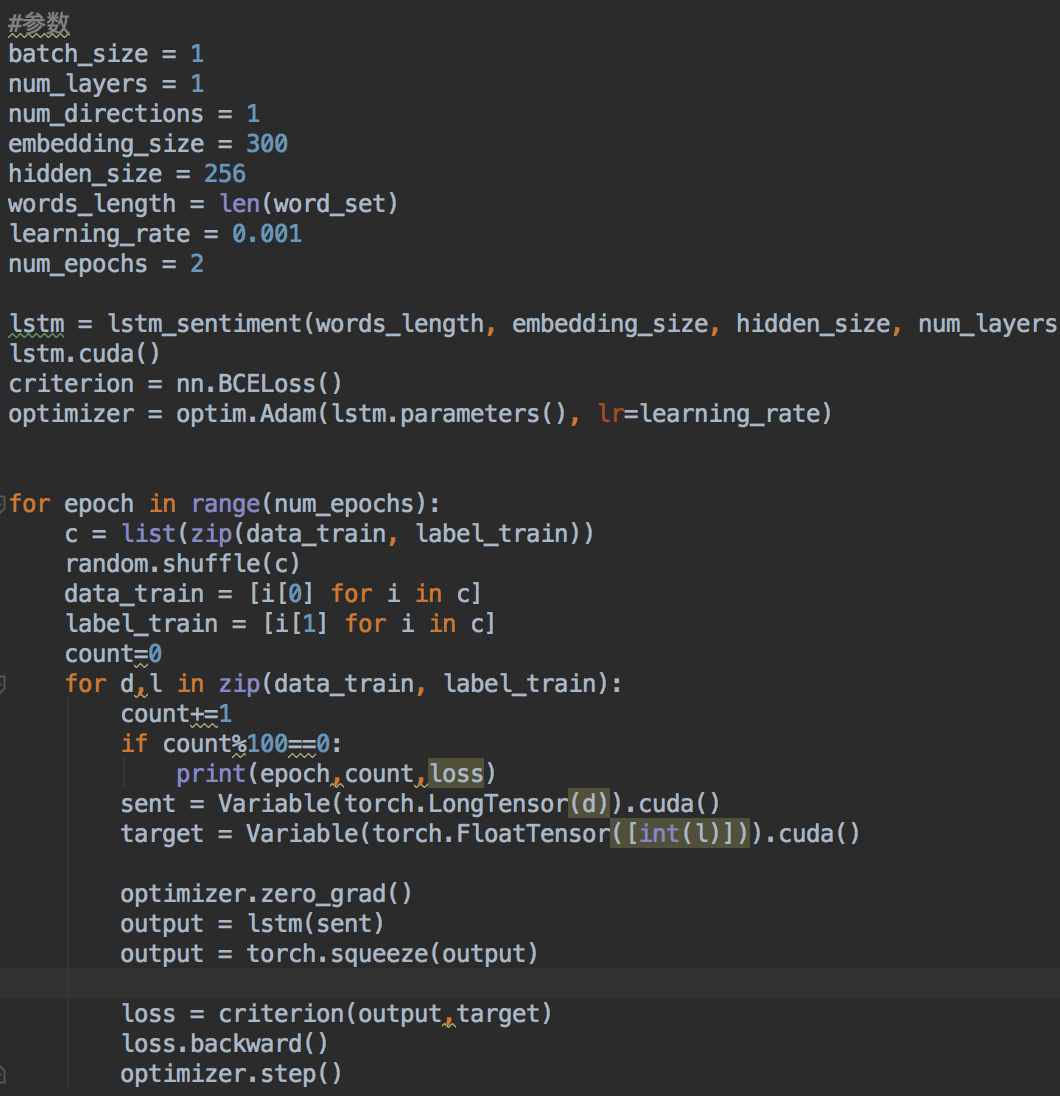 #参数
batch_size = 1
num_layers = 1
num_directions = 1
embedding_size = 300
hidden_size = 256
words_length = len(word_set)
learning_rate = 0.001
num_epochs = 2
lstm = lstm_sentiment(words_length, embedding_size, hidden_size, num_layers
lstm.cuda()
criterion = nn.BCELoss()
optimizer = optim.Adam(lstm.parameters(), lr=learning_rate)
for epoch in range(num_epochs):
    c = list(zip(data_train, label_train))
    random.shuffle(c)
    data_train = [i[0] for i in c]
    label_train = [i[1] for i in c]
    count=0
    for d,l in zip(data_train, label_train):
        count+=1
        if count%100==0:
            print(epoch,count,loss)
        sent = Variable(torch.LongTensor(d)).cuda()
        target = Variable(torch.FloatTensor([int(l)])).cuda()
        optimizer.zero_grad()
        output = lstm(sent)
        output = torch.squeeze(output)
        loss = criterion(output,target)
        loss.backward()
        optimizer.step()